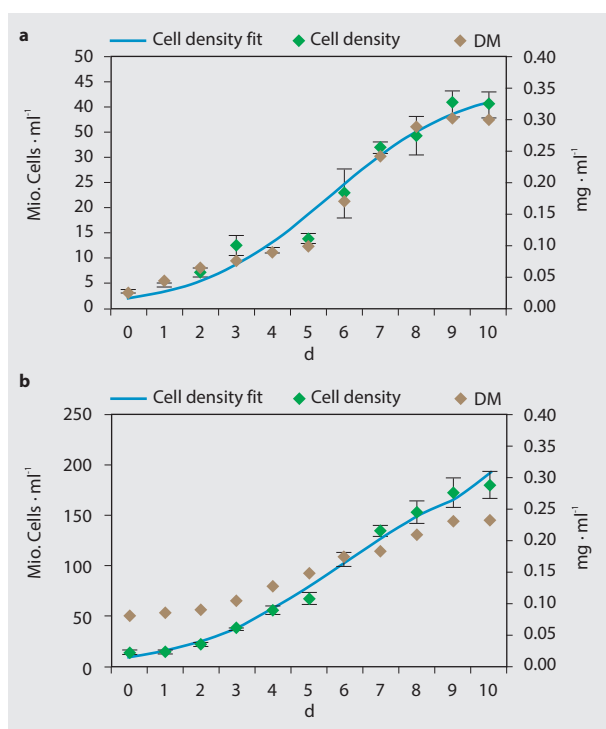 a
Cell density fit
Cell density
DM
Mio. Cells · ml⁻¹
50
45
40
50
30
25
20
15
10
5
0
0.40
0.35
0.30
0.25
0.20
0.15
0.10
0.05
0.00
mg · ml⁻¹
0 1 2 3 4 5 6 7 8 9 10
d
b
Cell density fit
Cell density
DM
Mio. Cells · ml⁻¹
250
200
150
100
50
0
0.40
0.35
0.30
0.25
0.20
0.15
0.10
0.05
0.00
mg · ml⁻¹
0 1 2 3 4 5 6 7 8 9 10
d